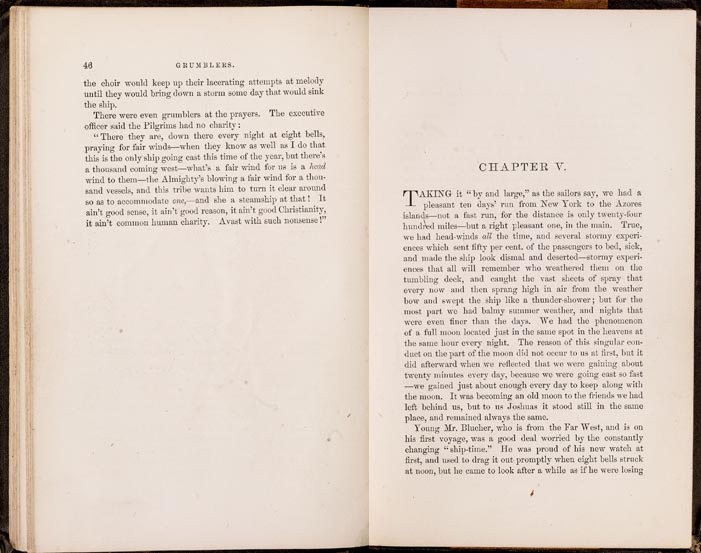 46
GRUMBLERS.
the choir would keep up their lacerating attempts at melody
until they would bring down a storm some day that would sink
the ship.
There were even grumblers at the prayers. The executive
officer said the Pilgrims had no charity:
“There they are, down there every night at eight bells,
praying for fair winds—when they know as well as I do that
this is the only ship going east this time of the year, but there's
a thousand coming west—what's a fair wind for us is a head
wind to them—the Almighty's blowing a fair wind for a thou-
sand vessels, and this tribe wants him to turn it clear around
so as to accommodate one,—and she a steamship at that! It
ain't good sense, it ain't good reason, it ain't good Christianity,
it ain't common human charity. Avast with such nonsense!”
CHAPTER V.
TAKING it “by and large,” as the sailors say, we had a
pleasant ten days' run from New York to the Azores
islands—not a fast run, for the distance is only twenty-four
hundred miles—but a right pleasant one, in the main. True,
we had head-winds all the time, and several stormy experi-
ences which sent fifty per cent. of the passengers to bed, sick,
and made the ship look dismal and deserted—stormy experi-
ences that all will remember who weathered them on the
tumbling deck, and caught the vast sheets of spray that
every now and then sprang high in air from the weather
bow and swept the ship like a thunder-shower; but for the
most part we had balmy summer weather, and nights that
were even finer than the days. We had the phenomenon
of a full moon located just in the same spot in the heavens at
the same hour every night. The reason of this singular con-
duct on the part of the moon did not occur to us at first, but it
did afterward when we reflected that we were gaining about
twenty minutes every day, because we were going east so fast
—we gained just about enough every day to keep along with
the moon. It was becoming an old moon to the friends we had
left behind us, but to us Joshuas it stood still in the same
place, and remained always the same.
Young Mr. Blucher, who is from the Far West, and is on
his first voyage, was a good deal worried by the constantly
changing “ship-time.” He was proud of his new watch at
first, and used to drag it out promptly when eight bells struck
at noon, but he came to look after a while as if he were losing